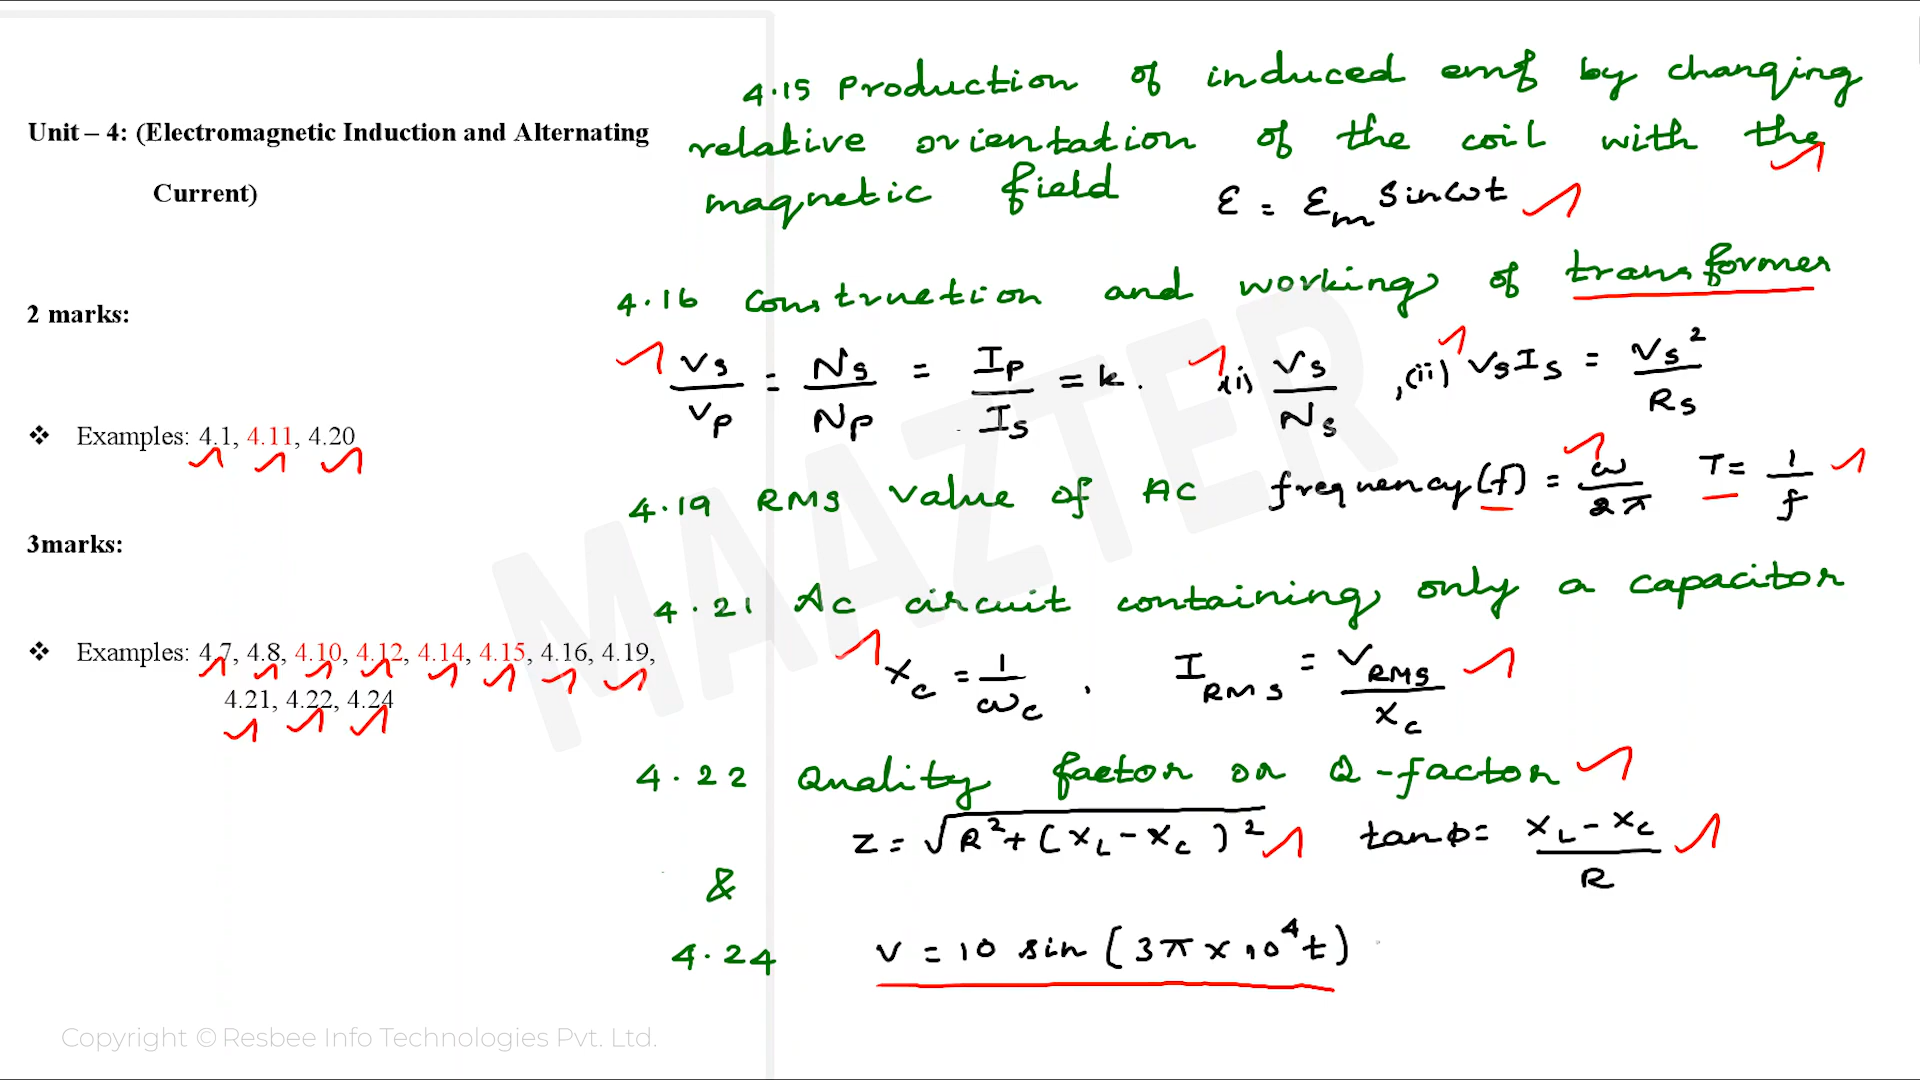 Unit – 4: (Electromagnetic Induction and Alternating
Current)
2 marks:
❖ Examples: 4.1, 4.11, 4.20
3marks:
❖ Examples: 4.7, 4.8, 4.10, 4.12, 4.14, 4.15, 4.16, 4.19,
4.21, 4.22, 4.24
4.15 Production of induced emf by changing
relative orientation of the coil with the
magnetic field ε = εm sinωt
4.16 construction and workings of transformer
Vs/Vp = Ns/Np = Ip/Is = k. (i) Vs/Ns , (ii) VsIs = Vs²/Rs
4.19 RMS value of AC frequency (f) = ω/2π T = 1/f
4.21 Ac circuit containing only a capacitor
Xc = 1/ωc , IRMS = VRMS/Xc
4.22 Quality factor or Q-factor
Z = √R²+(XL-Xc)² tanφ = XL-Xc/R
&
4.24 v = 10 sin (3π x 10⁴t)
MAAZTER
Copyright © Resbee Info Technologies Pvt. Ltd.